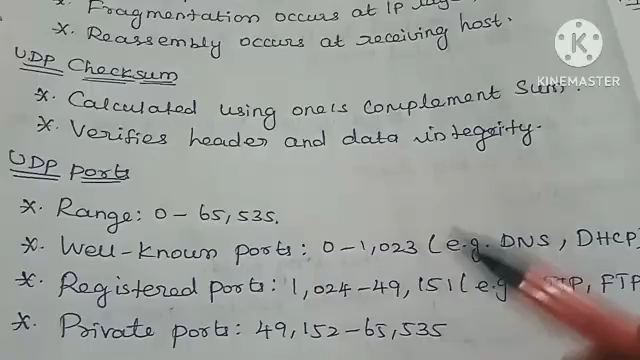 *. Fragmentation occurs at IP
*. Reassembly occurs at receiving host.
UDP Checksum
*. Calculated using one's complement sum.
*. Verifies header and data integrity.
UDP Ports
*. Range: 0 - 65,535.
*. Well-Known ports: 0-1,023 (e.g. DNS, DHCP)
*. Registered ports: 1,024-49,151 (e.g FTP
*. Private ports: 49,152-65,535
KINEMASTER